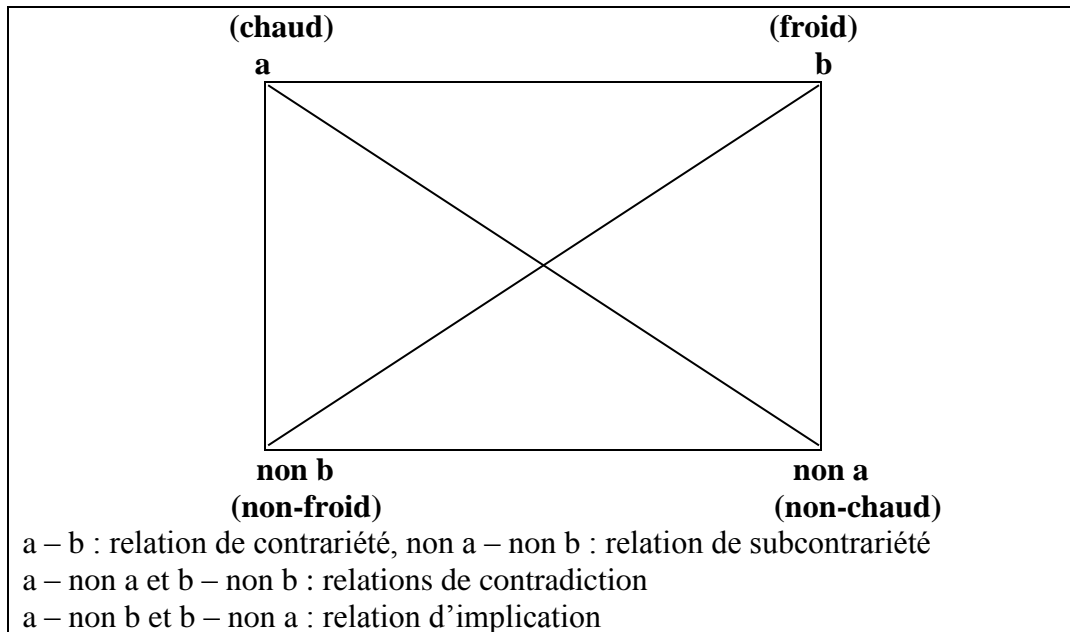 (chaud) (froid)
a b
non b non a
(non-froid) (non-chaud)
a – b : relation de contrariété, non a – non b : relation de subcontrariété
a – non a et b – non b : relations de contradiction
a – non b et b – non a : relation d’implication